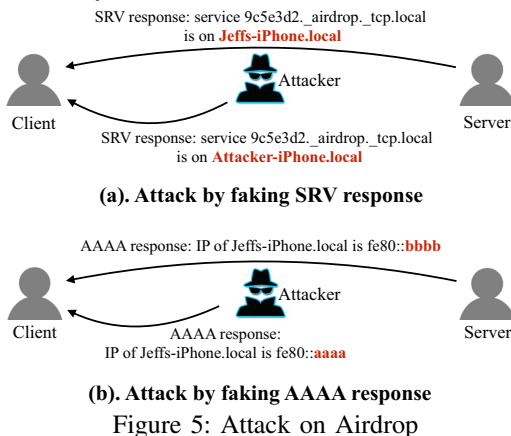 SRV response: service 9c5e3d2._airdrop._tcp.local
is on Jeffs-iPhone.local
Attacker
Client
Server
SRV response: service 9c5e3d2._airdrop._tcp.local
is on Attacker-iPhone.local
(a). Attack by faking SRV response
AAAA response: IP of Jeffs-iPhone.local is fe80::bbbb
Attacker
Client
Server
AAAA response:
IP of Jeffs-iPhone.local is fe80::aaaa
(b). Attack by faking AAAA response
Figure 5: Attack on Airdrop